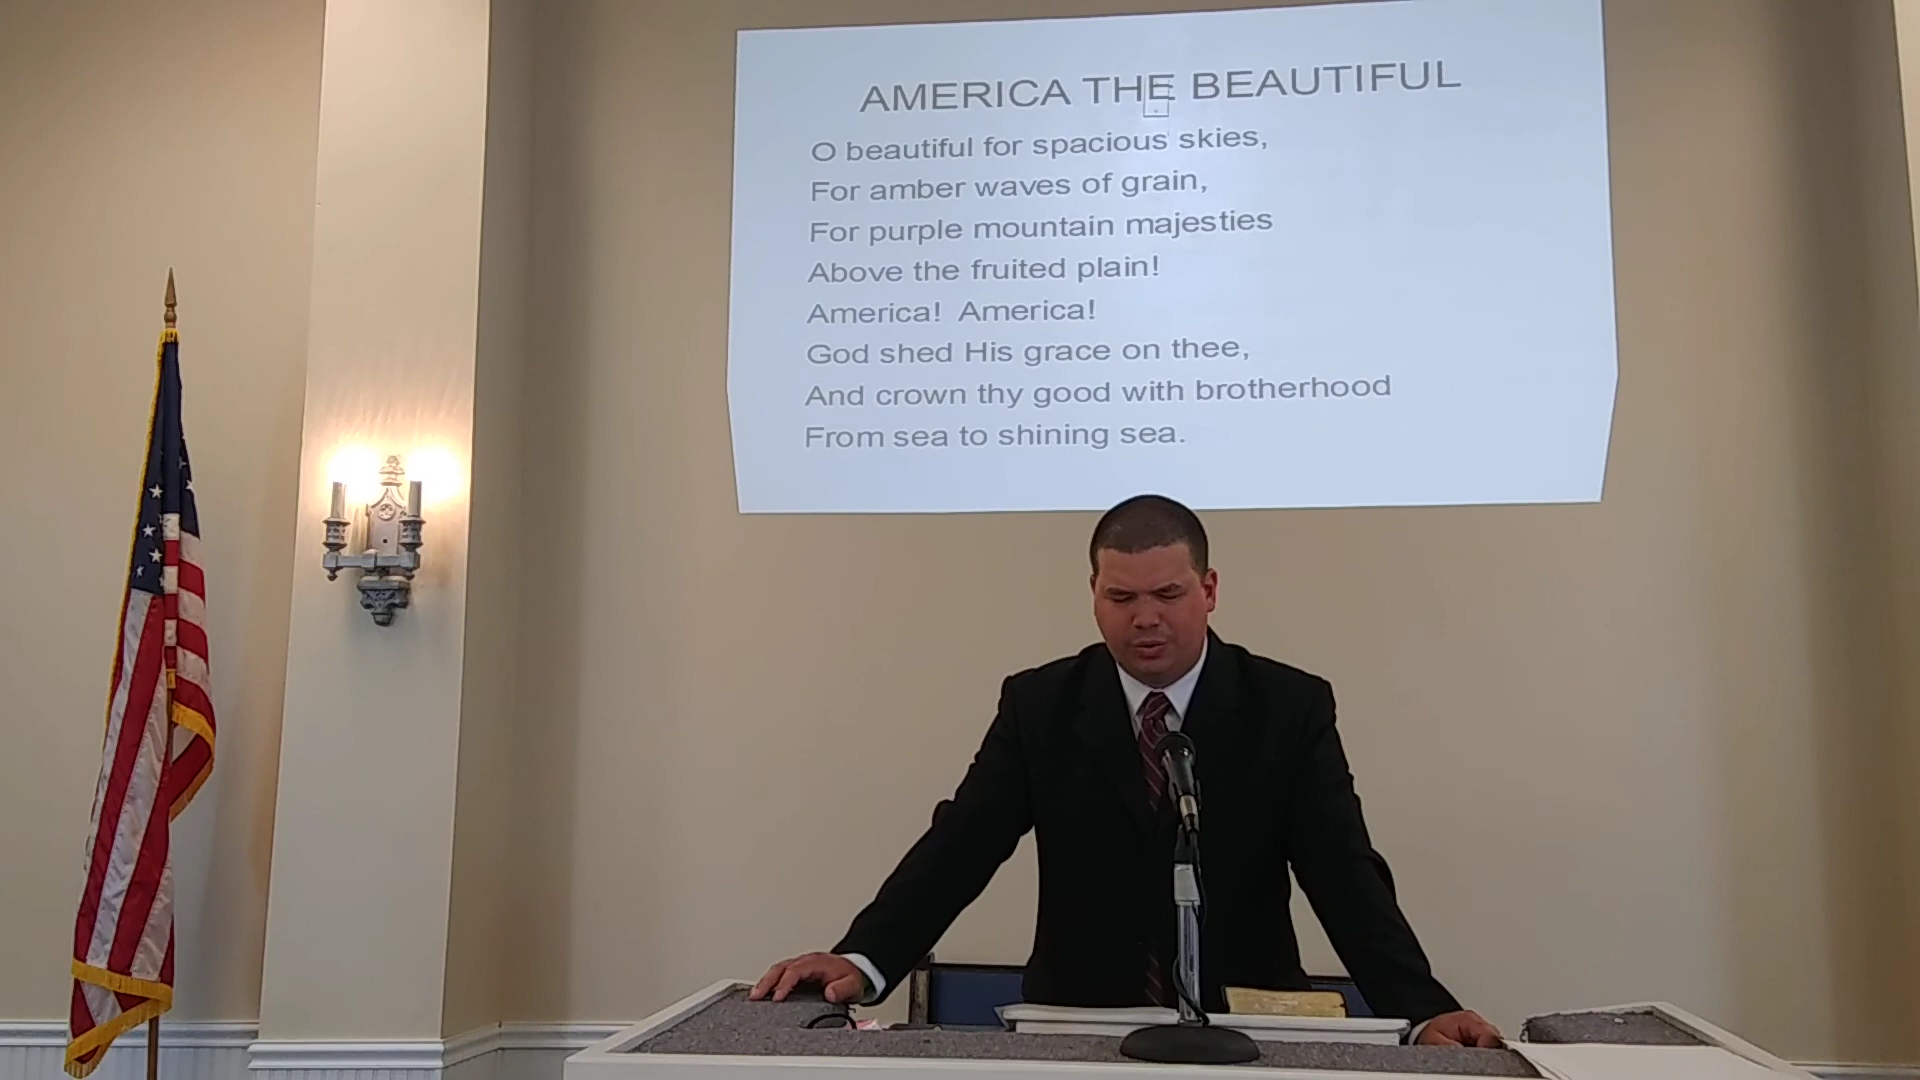 AMERICA THE BEAUTIFUL
O beautiful for spacious skies,
For amber waves of grain,
For purple mountain majesties
Above the fruited plain!
America!  America!
God shed His grace on thee,
And crown thy good with brotherhood
From sea to shining sea.